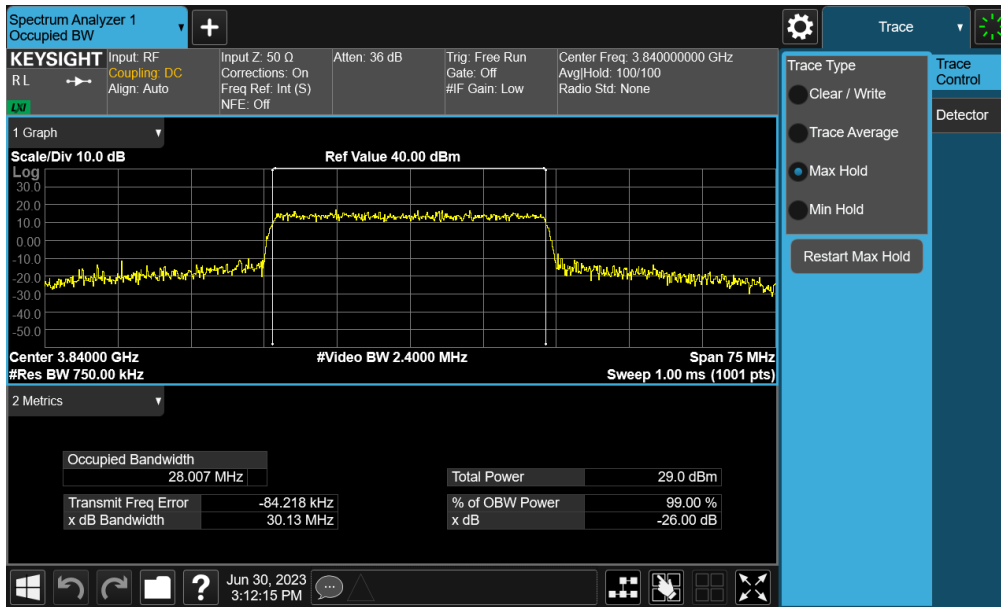 Spectrum Analyzer 1
Occupied BW
+
Trace
KEYSIGHT
R L
LXI
Input: RF
Coupling: DC
Align: Auto
Input Z: 50 Ω
Corrections: On
Freq Ref: Int (S)
NFE: Off
Atten: 36 dB
Trig: Free Run
Gate: Off
#IF Gain: Low
Center Freq: 3.840000000 GHz
Avg|Hold: 100/100
Radio Std: None
Trace Type
Clear / Write
Trace Average
Max Hold
Min Hold
Restart Max Hold
Trace
Control
Detector
1 Graph
Scale/Div 10.0 dB
Ref Value 40.00 dBm
Log
30.0
20.0
10.0
0.00
-10.0
-20.0
-30.0
-40.0
-50.0
Center 3.84000 GHz
#Video BW 2.4000 MHz
Span 75 MHz
#Res BW 750.00 kHz
Sweep 1.00 ms (1001 pts)
2 Metrics
Occupied Bandwidth
28.007 MHz
Total Power 29.0 dBm
Transmit Freq Error -84.218 kHz
% of OBW Power 99.00 %
x dB Bandwidth 30.13 MHz
x dB -26.00 dB
?
Jun 30, 2023
3:12:15 PM